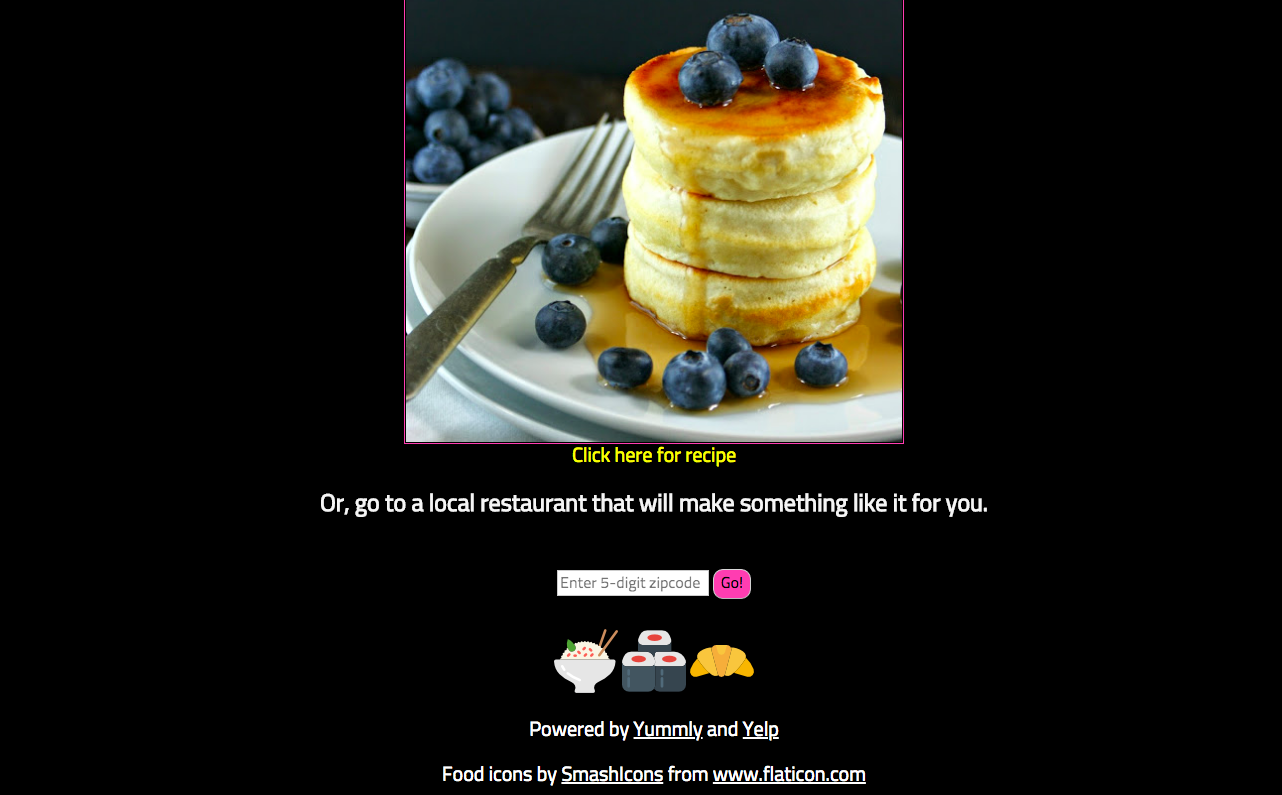 Click here for recipe
Or, go to a local restaurant that will make something like it for you.
Enter 5-digit zipcode Go!
Powered by Yummly and Yelp
Food icons by SmashIcons from www.flaticon.com